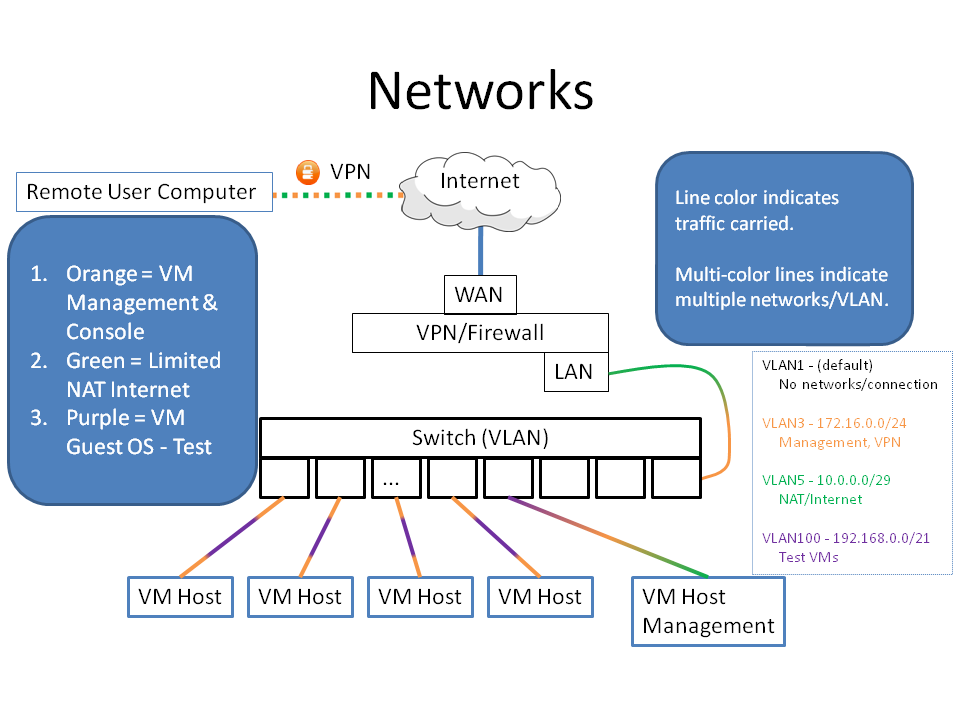 Networks
VPN
Internet
Remote User Computer
Line color indicates
traffic carried.
Multi-color lines indicate
multiple networks/VLAN.
1. Orange = VM
Management &
Console
2. Green = Limited
NAT Internet
3. Purple = VM
Guest OS - Test
WAN
VPN/Firewall
LAN
VLAN1 - (default)
No networks/connection
VLAN3 - 172.16.0.0/24
Management, VPN
VLAN5 - 10.0.0.0/29
NAT/Internet
VLAN100 - 192.168.0.0/21
Test VMs
Switch (VLAN)
...
VM Host
VM Host
VM Host
VM Host
VM Host
Management